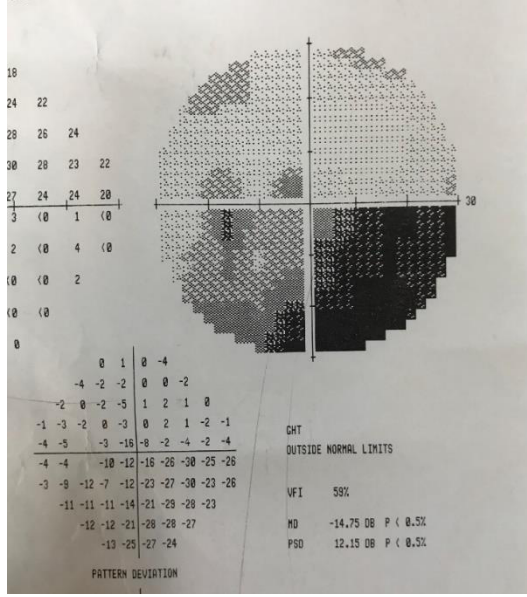 18
24 22
28 26 24
30 28 23 22
27 24 24 20
30
3 (0 1 (0
2 (0 4 (0
(0 (0 2
(0 (0
0
0 1 0 -4
-4 -2 -2 0 0 -2
-2 0 -2 -5 1 2 1 0
-1 -3 -2 0 -3 0 2 1 -2 -1
-4 -5 -3 -16 -8 -2 -4 -2 -4
-4 -4 -10 -12 -16 -26 -30 -25 -26
-3 -9 -12 -7 -12 -23 -27 -30 -23 -26
-11 -11 -11 -14 -21 -29 -28 -23
-12 -12 -21 -28 -28 -27
-13 -25 -27 -24
PATTERN DEVIATION
GHT
OUTSIDE NORMAL LIMITS
VFI 59%
MD -14.75 DB P < 0.5%
PSD 12.15 DB P < 0.5%